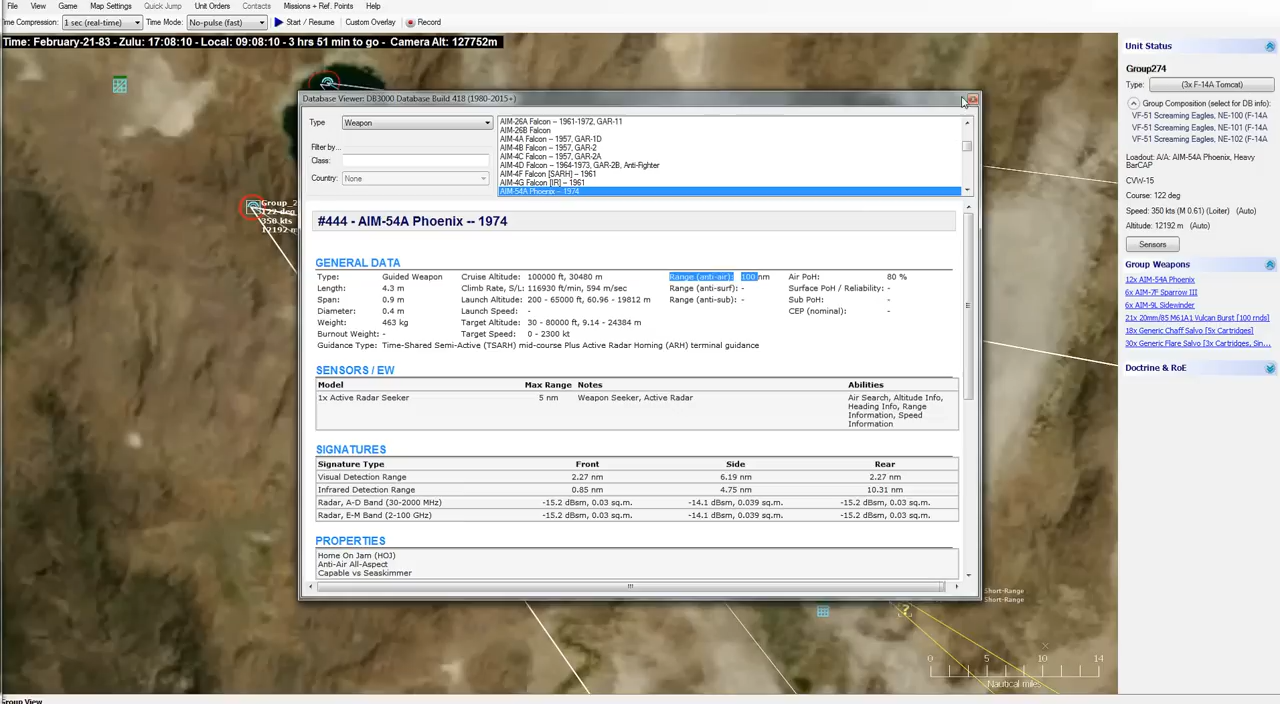 File View Game Map Settings Quick Jump Unit Orders Contacts Missions + Ref. Points Help
Time Compression: 1 sec (real-time) Time Mode: No-pulse (fast) Start / Resume Custom Overlay Record
Time: February-21-83 - Zulu: 17:08:10 - Local: 09:08:10 - 3 hrs 51 min to go - Camera Alt: 127752m
Database Viewer: DB3000 Database Build 418 (1980-2015+)
Type Weapon
Filter by...
Class:
Country: None
AIM-26A Falcon -- 1961-1972, GAR-11
AIM-26B Falcon
AIM-4A Falcon -- 1957, GAR-1D
AIM-4B Falcon -- 1957, GAR-2
AIM-4C Falcon -- 1957, GAR-2A
AIM-4D Falcon -- 1964-1973, GAR-2B, Anti-Fighter
AIM-4F Falcon [SARH] -- 1961
AIM-4G Falcon [IR] -- 1961
AIM-54A Phoenix -- 1974
#444 - AIM-54A Phoenix -- 1974
GENERAL DATA
Type: Guided Weapon Cruise Altitude: 100000 ft, 30480 m Range (anti-air): 100 nm Air PoH: 80 %
Length: 4.3 m Climb Rate, S/L: 116930 ft/min, 594 m/sec Range (anti-surf): - Surface PoH / Reliability: -
Span: 0.9 m Launch Altitude: 200 - 65000 ft, 60.96 - 19812 m Range (anti-sub): - Sub PoH: -
Diameter: 0.4 m Launch Speed: - CEP (nominal): -
Weight: 463 kg Target Altitude: 30 - 80000 ft, 9.14 - 24384 m
Burnout Weight: - Target Speed: 0 - 2300 kt
Guidance Type: Time-Shared Semi-Active (TSARH) mid-course Plus Active Radar Homing (ARH) terminal guidance
SENSORS / EW
Model Max Range Notes Abilities
1x Active Radar Seeker 5 nm Weapon Seeker, Active Radar Air Search, Altitude Info,
Heading Info, Range
Information, Speed
Information
SIGNATURES
Signature Type Front Side Rear
Visual Detection Range 2.27 nm 6.19 nm 2.27 nm
Infrared Detection Range 0.85 nm 4.75 nm 10.31 nm
Radar, A-D Band (30-2000 MHz) -15.2 dBsm, 0.03 sq.m. -14.1 dBsm, 0.039 sq.m. -15.2 dBsm, 0.03 sq.m.
Radar, E-M Band (2-100 GHz) -15.2 dBsm, 0.03 sq.m. -14.1 dBsm, 0.039 sq.m. -15.2 dBsm, 0.03 sq.m.
PROPERTIES
Home On Jam (HOJ)
Anti-Air All-Aspect
Capable vs Seaskimmer
122 deg
350 kts
12192 m
Short-Range
Short-Range
0 5 10 14
Nautical miles
Group View
Unit Status
Group274
Type: (3x F-14A Tomcat)
Group Composition (select for DB info):
VF-51 Screaming Eagles, NE-100 (F-14A
VF-51 Screaming Eagles, NE-101 (F-14A
VF-51 Screaming Eagles, NE-102 (F-14A
Loadout: A/A: AIM-54A Phoenix, Heavy
BarCAP
CVW-15
Course: 122 deg
Speed: 350 kts (M 0.61) (Loiter) (Auto)
Altitude: 12192 m (Auto)
Sensors
Group Weapons
12x AIM-54A Phoenix
6x AIM-7F Sparrow III
6x AIM-9L Sidewinder
21x 20mm/85 M61A1 Vulcan Burst [100 rnds]
18x Generic Chaff Salvo [5x Cartridges]
30x Generic Flare Salvo [3x Cartridges, Sin...
Doctrine & RoE